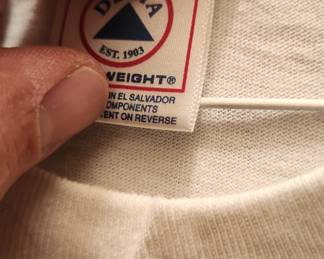 EST. 1903
WEIGHT®
IN EL SALVADOR
COMPONENTS
ENT ON REVERSE